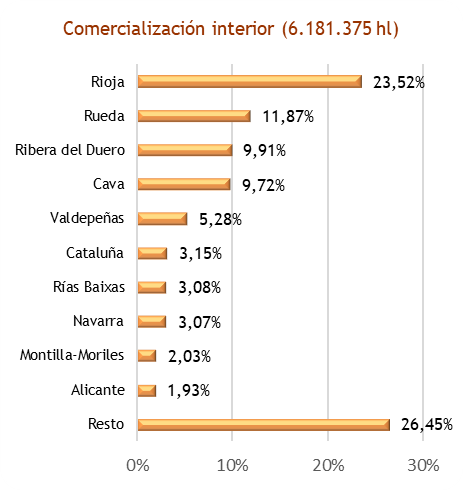 Comercialización interior (6.181.375 hl)
Rioja 23,52%
Rueda 11,87%
Ribera del Duero 9,91%
Cava 9,72%
Valdepeñas 5,28%
Cataluña 3,15%
Rías Baixas 3,08%
Navarra 3,07%
Montilla-Moriles 2,03%
Alicante 1,93%
Resto 26,45%
0% 10% 20% 30%